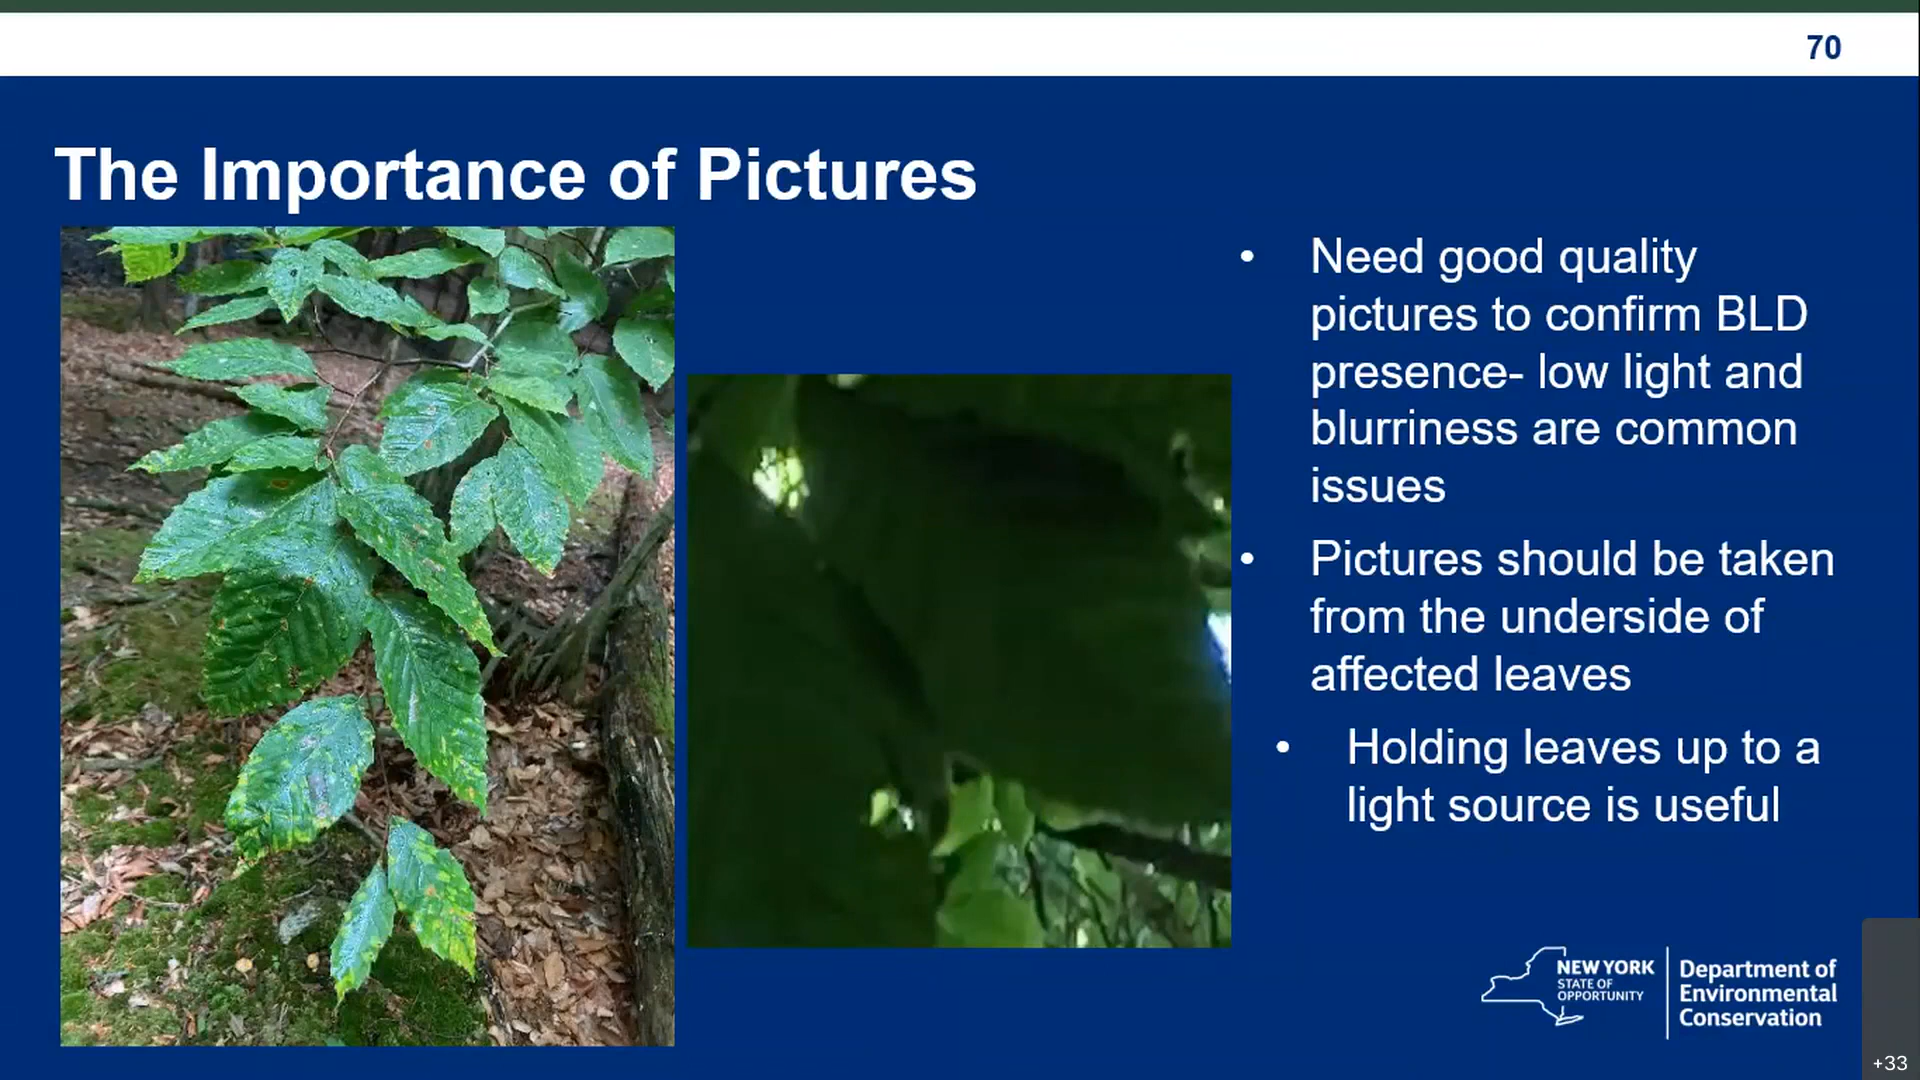 70
The Importance of Pictures
• Need good quality
pictures to confirm BLD
presence- low light and
blurriness are common
issues
• Pictures should be taken
from the underside of
affected leaves
• Holding leaves up to a
light source is useful
NEW YORK
STATE OF
OPPORTUNITY
Department of
Environmental
Conservation
+33